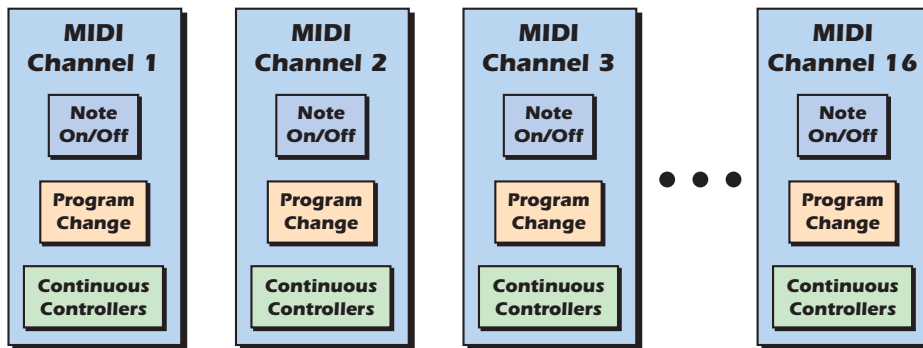 MIDI
Channel 1
Note
On/Off
Program
Change
Continuous
Controllers
MIDI
Channel 2
Note
On/Off
Program
Change
Continuous
Controllers
MIDI
Channel 3
Note
On/Off
Program
Change
Continuous
Controllers
MIDI
Channel 16
Note
On/Off
Program
Change
Continuous
Controllers